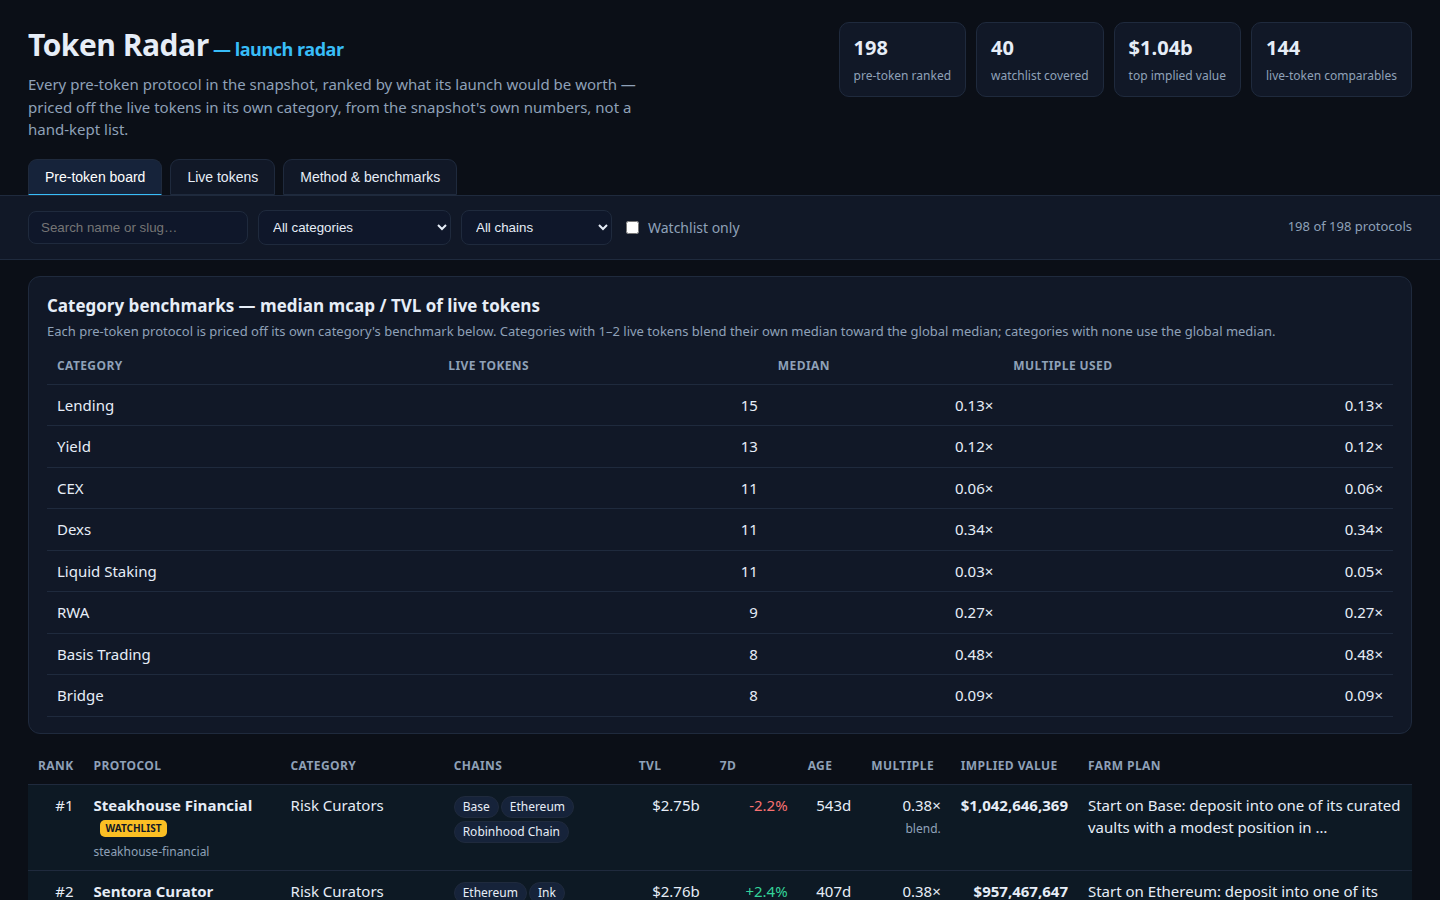 Token Radar — launch radar
Every pre-token protocol in the snapshot, ranked by what its launch would be worth —
priced off the live tokens in its own category, from the snapshot's own numbers, not a
hand-kept list.
198
pre-token ranked
40
watchlist covered
$1.04b
top implied value
144
live-token comparables
Pre-token board
Live tokens
Method & benchmarks
Search name or slug…
All categories
All chains
Watchlist only
198 of 198 protocols
Category benchmarks — median mcap / TVL of live tokens
Each pre-token protocol is priced off its own category's benchmark below. Categories with 1–2 live tokens blend their own median toward the global median; categories with none use the global median.
CATEGORY LIVE TOKENS MEDIAN MULTIPLE USED
Lending 15 0.13× 0.13×
Yield 13 0.12× 0.12×
CEX 11 0.06× 0.06×
Dexs 11 0.34× 0.34×
Liquid Staking 11 0.03× 0.05×
RWA 9 0.27× 0.27×
Basis Trading 8 0.48× 0.48×
Bridge 8 0.09× 0.09×
RANK PROTOCOL CATEGORY CHAINS TVL 7D AGE MULTIPLE IMPLIED VALUE FARM PLAN
#1 Steakhouse Financial Risk Curators Base Ethereum $2.75b -2.2% 543d 0.38× $1,042,646,369 Start on Base: deposit into one of its curated
WATCHLIST Robinhood Chain blend. vaults with a modest position in ...
steakhouse-financial
#2 Sentora Curator Risk Curators Ethereum Ink $2.76b +2.4% 407d 0.38× $957,467,647 Start on Ethereum: deposit into one of its